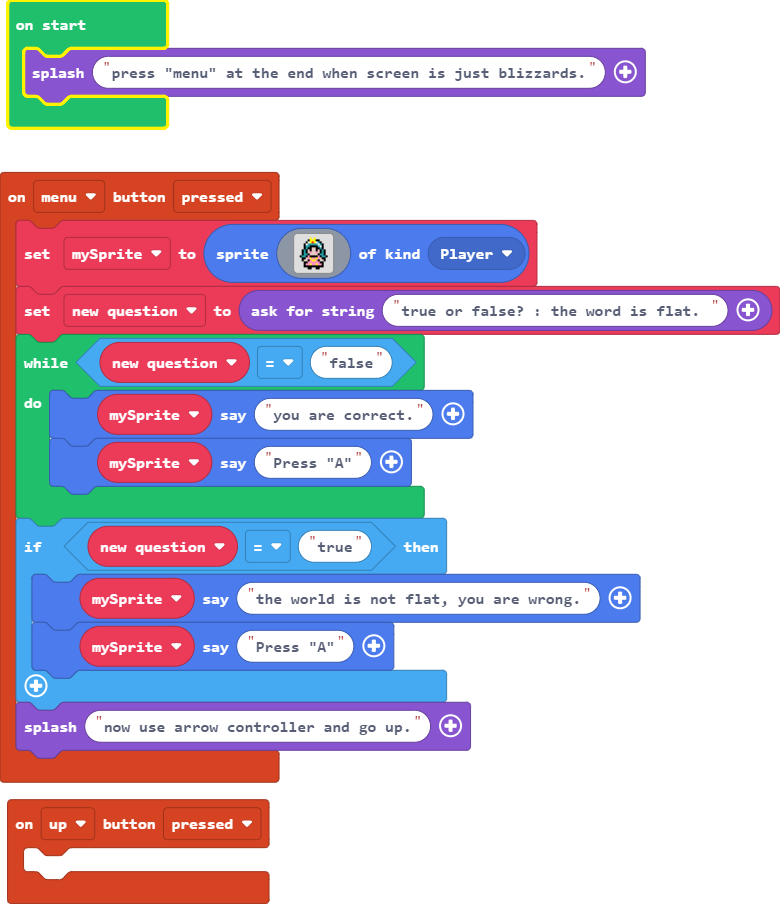 on start
splash "press "menu" at the end when screen is just blizzards."
on menu button pressed
set mySprite to sprite of kind Player
set new question to ask for string "true or false? : the word is flat. "
while new question = "false"
do
mySprite say "you are correct."
mySprite say "Press "A""
if new question = "true" then
mySprite say "the world is not flat, you are wrong."
mySprite say "Press "A""
splash "now use arrow controller and go up."
on up button pressed